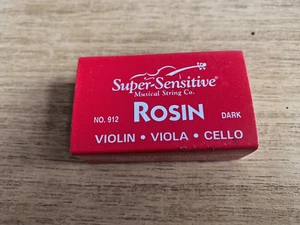 Super-Sensitive®
Musical String Co.
NO. 912 ROSIN DARK
VIOLIN • VIOLA • CELLO